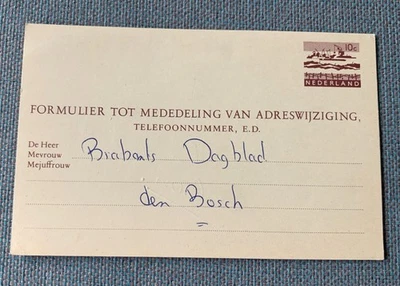 10c
NEDERLAND
FORMULIER TOT MEDEDELING VAN ADRESWIJZIGING,
TELEFOONNUMMER, E.D.
De Heer
Mevrouw
Mejuffrouw
Brabants Dagblad
den Bosch
=